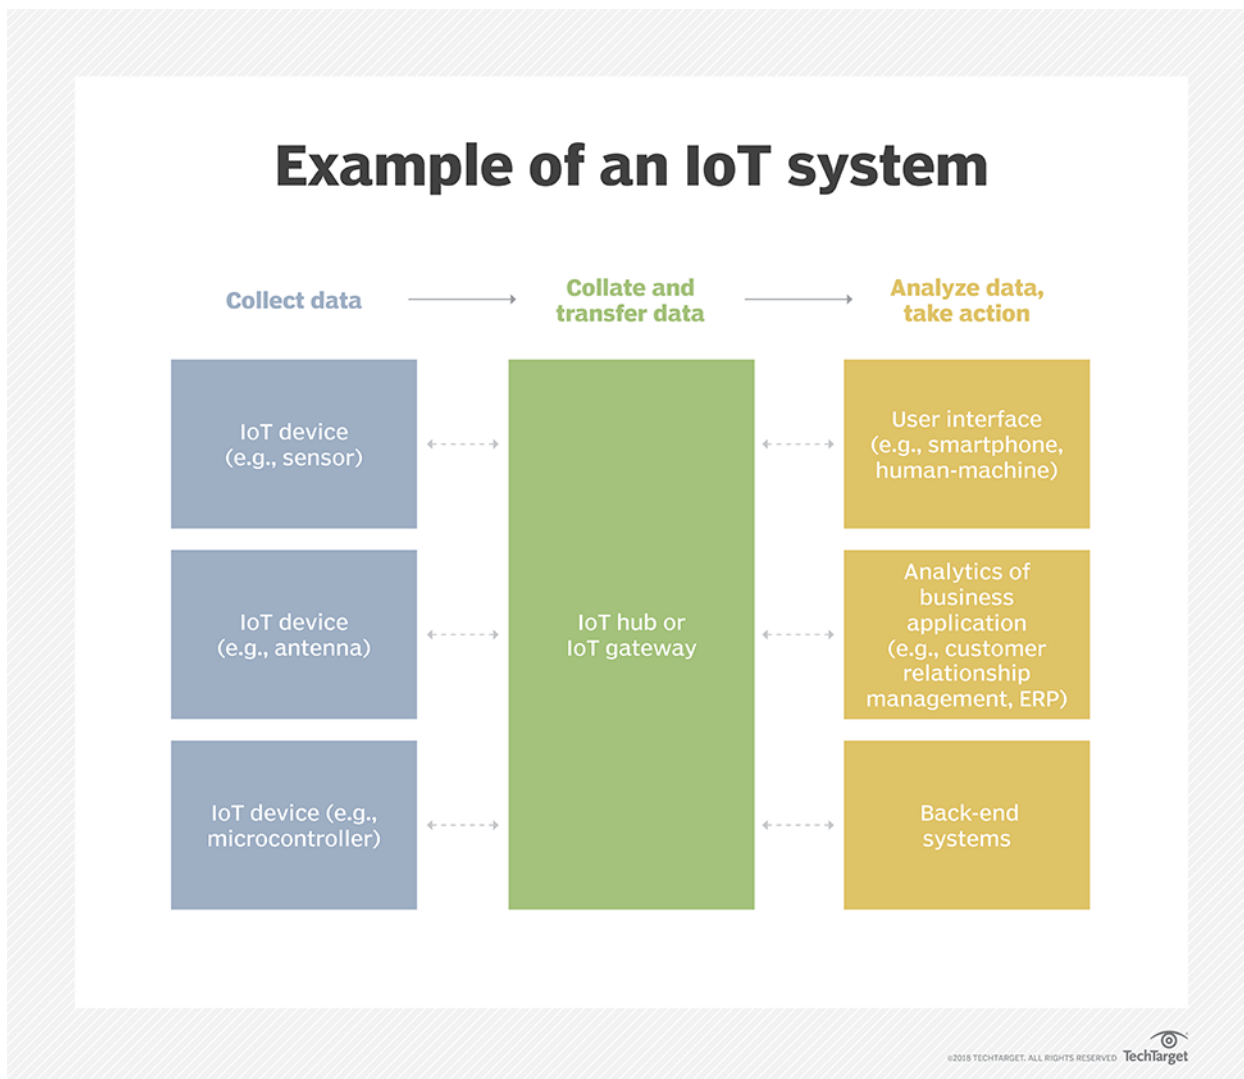 Example of an IoT system
Collect data
Collate and
transfer data
Analyze data,
take action
IoT device
(e.g., sensor)
IoT device
(e.g., antenna)
IoT device (e.g.,
microcontroller)
IoT hub or
IoT gateway
User interface
(e.g., smartphone,
human-machine)
Analytics of
business
application
(e.g., customer
relationship
management, ERP)
Back-end
systems
©2018 TECHTARGET. ALL RIGHTS RESERVED
TechTarget